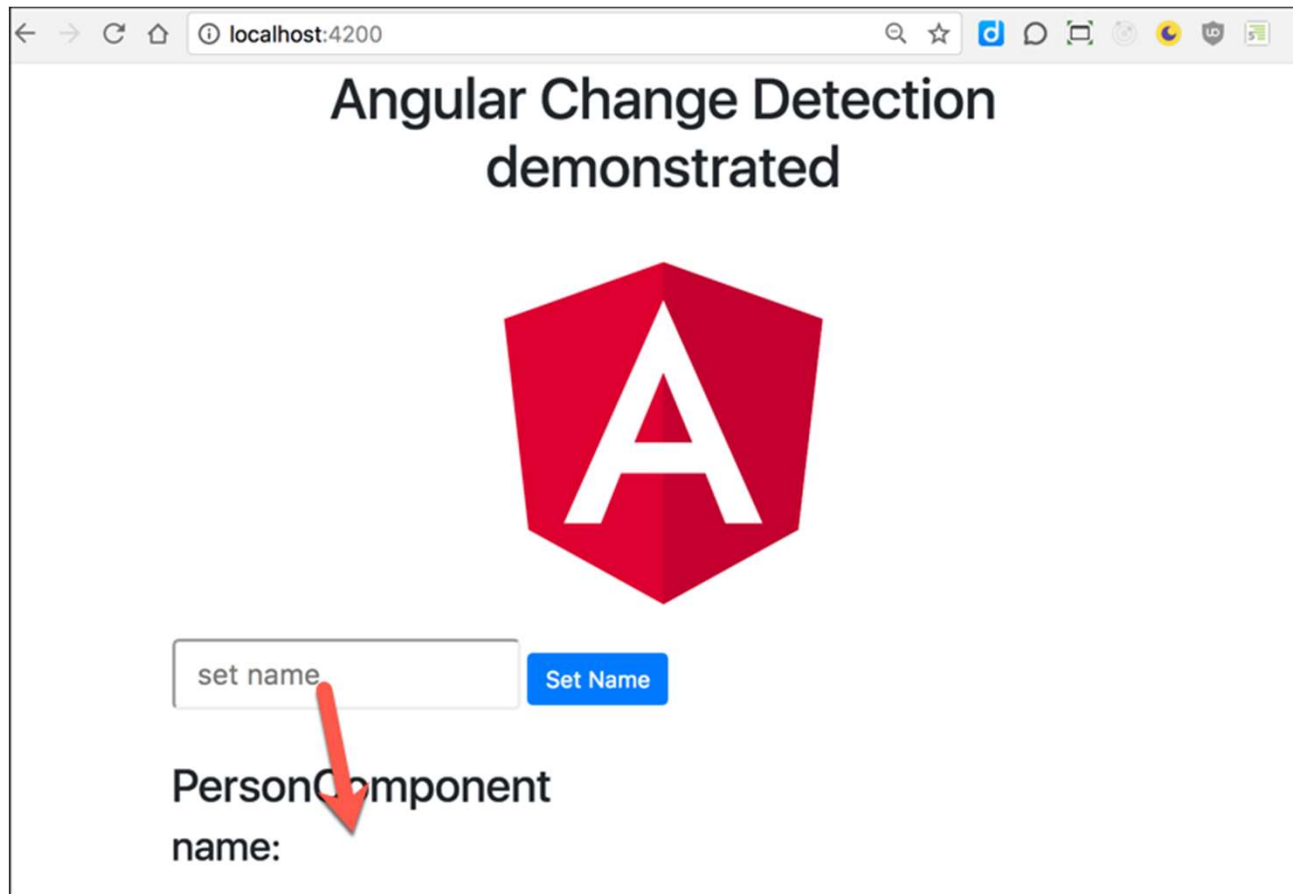 localhost:4200
Angular Change Detection
demonstrated
A
set name
Set Name
PersonComponent
name: